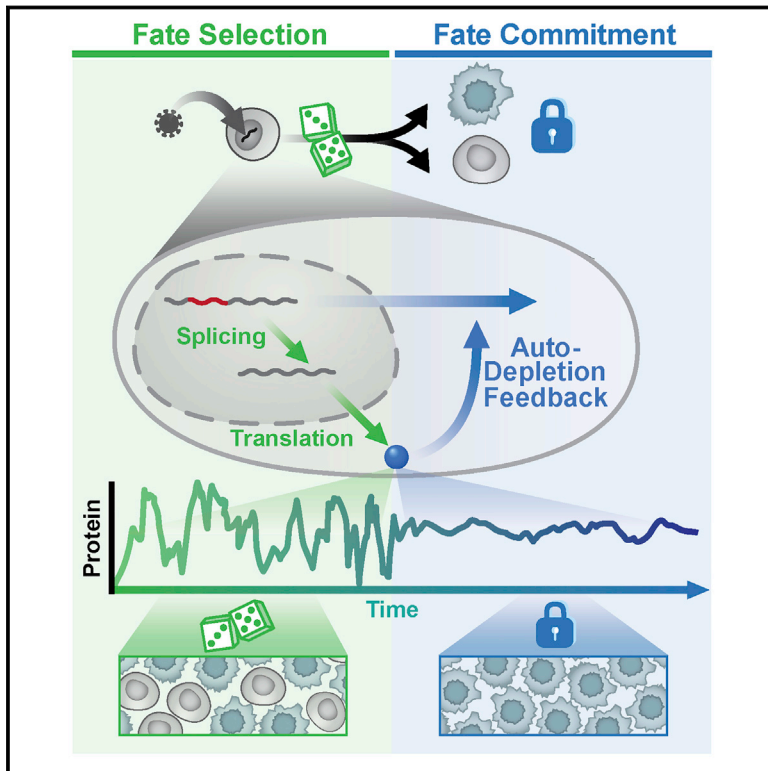 Fate Selection
Fate Commitment
Splicing
Auto-
Depletion
Feedback
Translation
Protein
Time